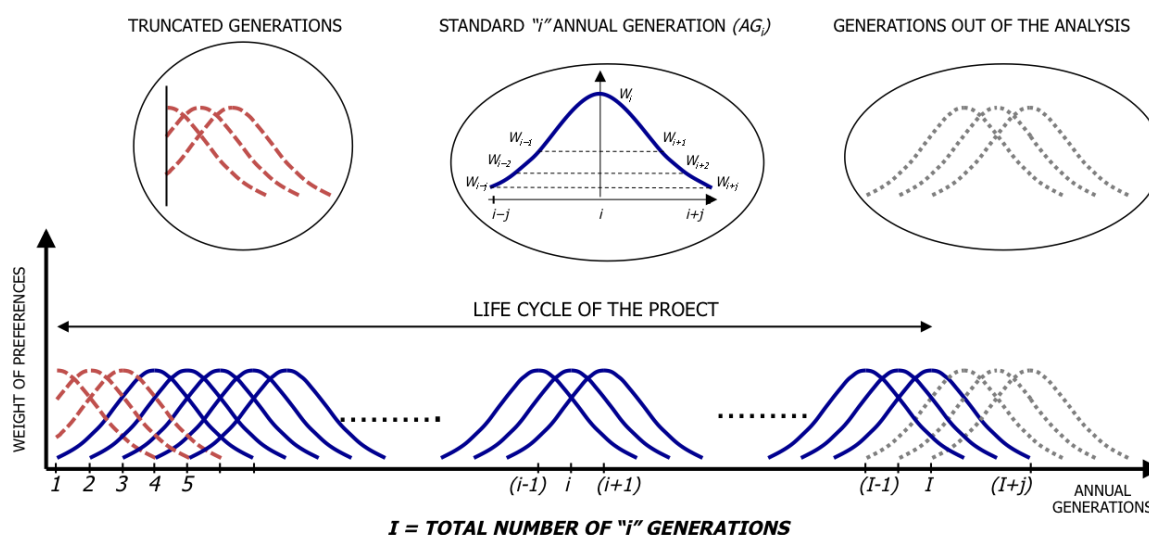 TRUNCATED GENERATIONS
STANDARD "i" ANNUAL GENERATION (AGi)
GENERATIONS OUT OF THE ANALYSIS
Wi
Wi–1
Wi+1
Wi–2
Wi+2
Wi–j
Wi+j
i–j
i
i+j
LIFE CYCLE OF THE PROECT
WEIGHT OF PREFERENCES
1
2
3
4
5
(i-1)
i
(i+1)
(I-1)
I
(I+j)
ANNUAL
GENERATIONS
I = TOTAL NUMBER OF "i" GENERATIONS